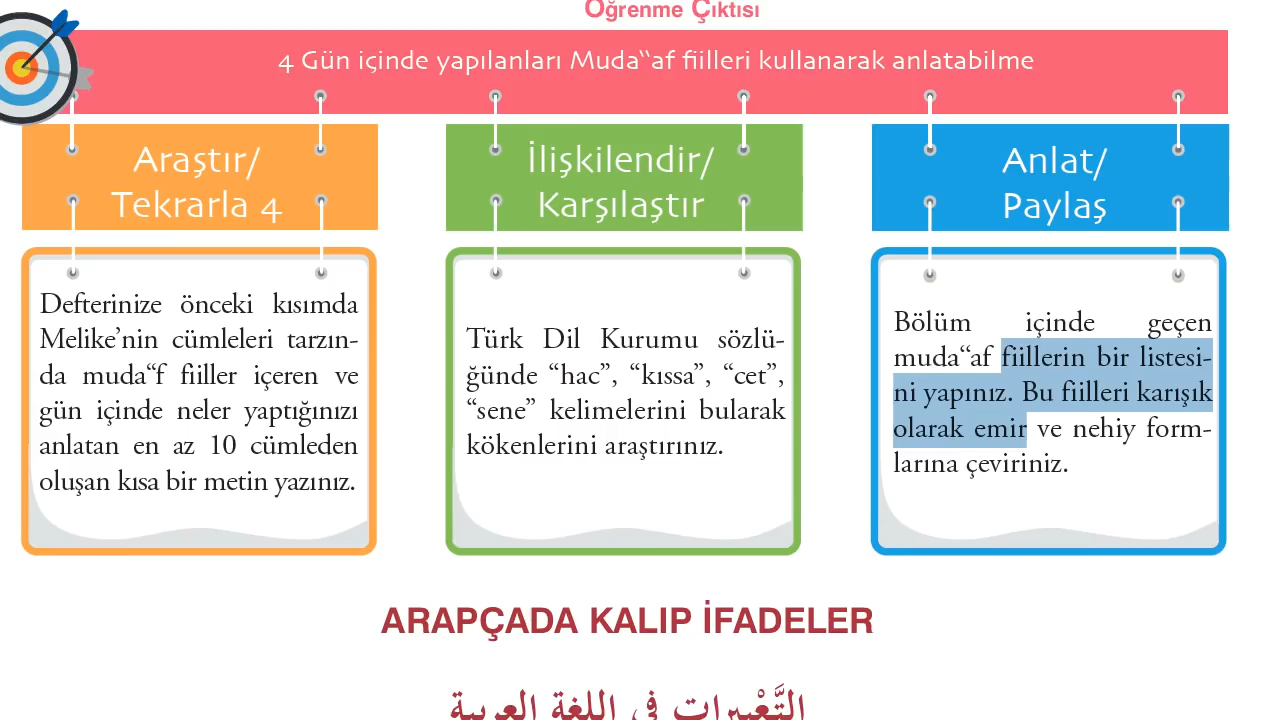 Öğrenme Çıktısı
4 Gün içinde yapılanları Muda“af fiilleri kullanarak anlatabilme
Araştır/
Tekrarla 4
Defterinize önceki kısımda
Melike’nin cümleleri tarzın-
da muda“f fiiller içeren ve
gün içinde neler yaptığınızı
anlatan en az 10 cümleden
oluşan kısa bir metin yazınız.
İlişkilendir/
Karşılaştır
Türk Dil Kurumu sözlü-
ğünde “hac”, “kıssa”, “cet”,
“sene” kelimelerini bularak
kökenlerini araştırınız.
Anlat/
Paylaş
Bölüm içinde geçen
muda“af fiillerin bir listesi-
ni yapınız. Bu fiilleri karışık
olarak emir ve nehiy form-
larına çeviriniz.
ARAPÇADA KALIP İFADELER
التَّعْبيرات في اللغة العربية